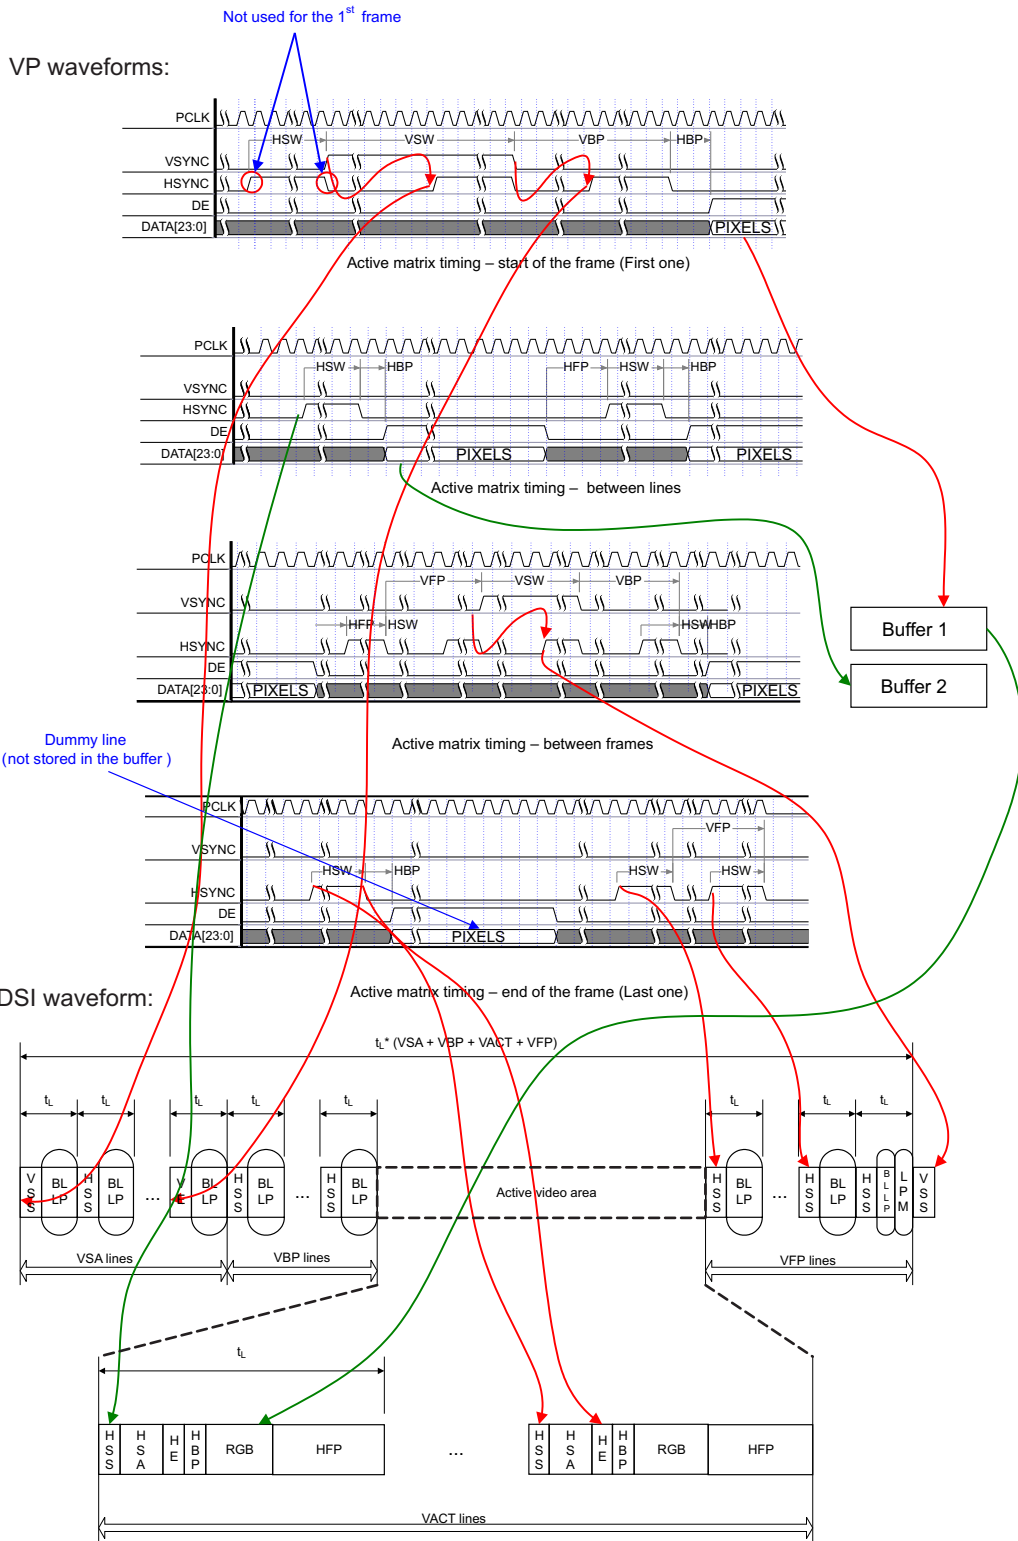 Not used for the 1st frame
VP waveforms:
PCLK
HSW VSW VBP HBP
VSYNC
HSYNC
DE
DATA[23:0] PIXELS
Active matrix timing – start of the frame (First one)
PCLK
HSW HBP HFP HSW HBP
VSYNC
HSYNC
DE
DATA[23:0] PIXELS PIXELS
Active matrix timing – between lines
PCLK
VFP VSW VBP
VSYNC
HFP HSW HSW HBP
HSYNC
DE
DATA[23:0] PIXELS PIXELS
Buffer 1
Buffer 2
Active matrix timing – between frames
Dummy line
(not stored in the buffer )
PCLK
VFP
VSYNC
HSW HBP HSW HSW
HSYNC
DE
DATA[23:0] PIXELS
Active matrix timing – end of the frame (Last one)
DSI waveform:
tL* (VSA + VBP + VACT + VFP)
tL tL tL tL tL tL tL tL
VSS BLLP HSS BLLP ... BLLP HSS BLLP ... HSS BLLP Active video area HSS BLLP ... HSS BLLP HSS BLLP LPM VSS
VSA lines VBP lines VFP lines
tL
HSS HSA HE HBP RGB HFP ... HSS HSA HE HBP RGB HFP
VACT lines